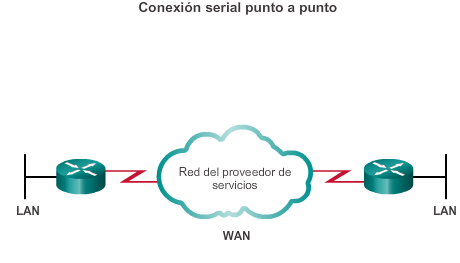 Conexión serial punto a punto
Red del proveedor de
servicios
LAN
LAN
WAN